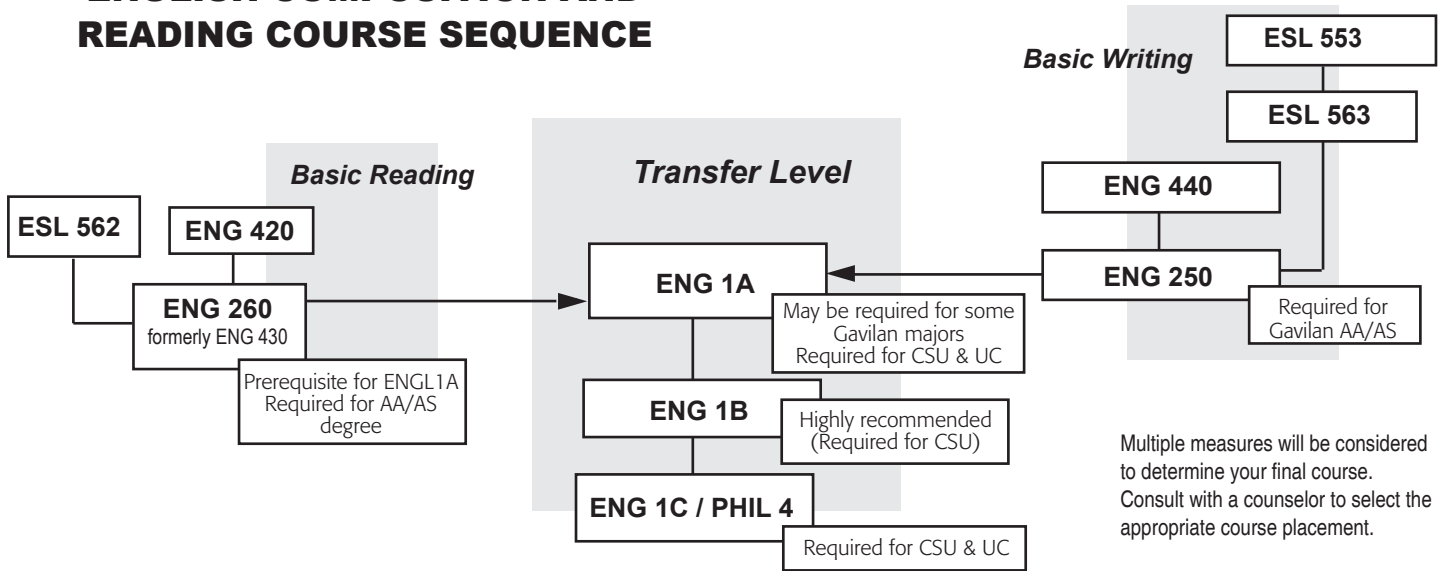 READING COURSE SEQUENCE
Basic Reading
ESL 562
ENG 420
ENG 260
formerly ENG 430
Prerequisite for ENGL1A
Required for AA/AS
degree
Transfer Level
ENG 1A
May be required for some
Gavilan majors
Required for CSU & UC
ENG 1B
Highly recommended
(Required for CSU)
ENG 1C / PHIL 4
Required for CSU & UC
Basic Writing
ESL 553
ESL 563
ENG 440
ENG 250
Required for
Gavilan AA/AS
Multiple measures will be considered
to determine your final course.
Consult with a counselor to select the
appropriate course placement.